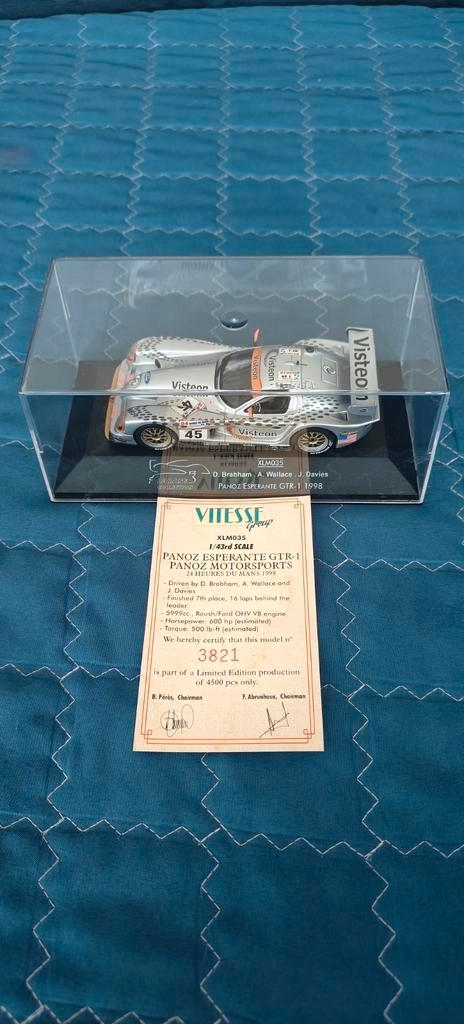 Visteon
Visteon
Visteon
45
Visteon
XLM035
D. Brabham . A. Wallace . J. Davies
PANOZ ESPERANTE GTR-1 1998
VITESSE
Group
XLM035
1/43rd SCALE
PANOZ ESPERANTE GTR-1
PANOZ MOTORSPORTS
24 HEURES DU MANS 1998
- Driven by D. Brabham, A. Wallace and
J. Davies
- Finished 7th place, 16 laps behind the
leader.
- 5999cc., Roush/Ford OHV V8 engine.
- Horsepower: 600 hp (estimated)
- Torque: 500 lb-ft (estimated)
We hereby certify that this model nº
3821
is part of a Limited Edition production
of 4500 pcs only.
B. Pérès, Chairman F. Abrunhosa, Chairman